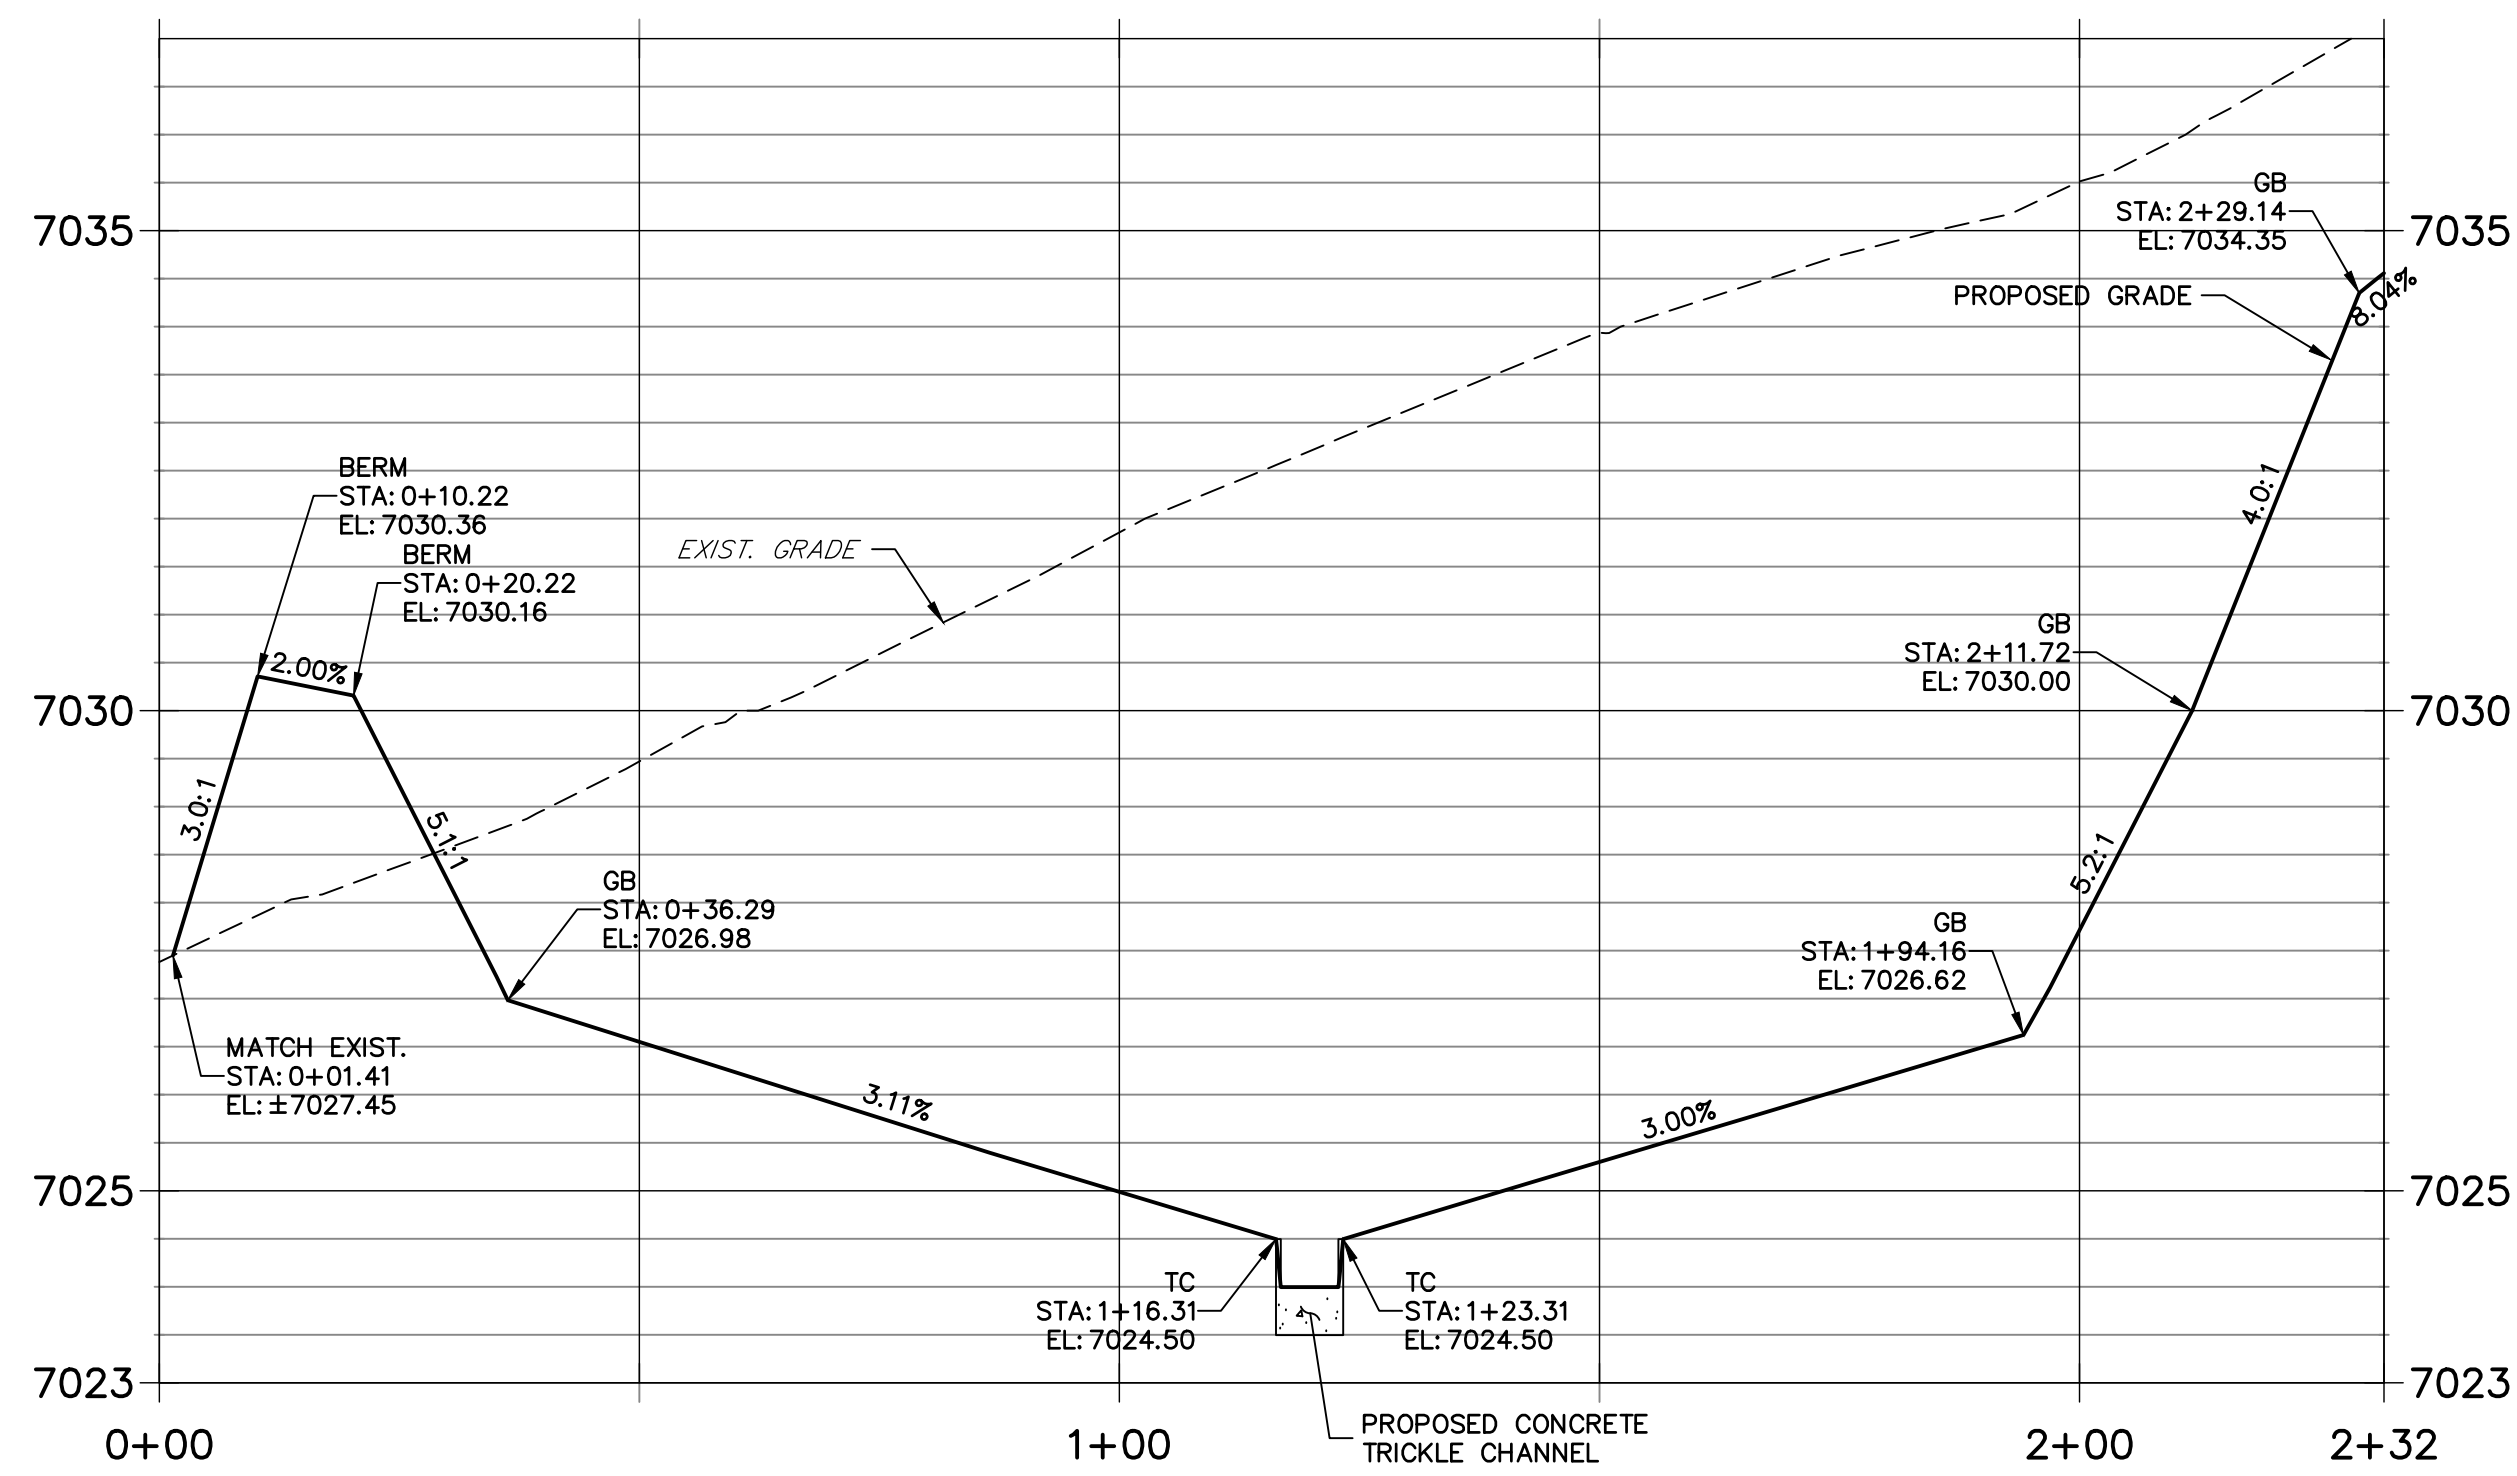 GB
STA: 2+29.14
EL: 7034.35
7035
7035
8.04%
PROPOSED GRADE
BERM
STA: 0+10.22
EL: 7030.36
4.0:1
BERM
STA: 0+20.22
EL: 7030.16
EXIST. GRADE
GB
STA: 2+11.72
EL: 7030.00
2.00%
7030
7030
3.0:1
5.1:1
5.2:1
GB
STA: 0+36.29
EL: 7026.98
GB
STA: 1+94.16
EL: 7026.62
MATCH EXIST.
STA: 0+01.41
EL: ±7027.45
3.11%
3.00%
7025
7025
TC
STA: 1+16.31
EL: 7024.50
TC
STA: 1+23.31
EL: 7024.50
7023
7023
PROPOSED CONCRETE
TRICKLE CHANNEL
0+00
1+00
2+00
2+32